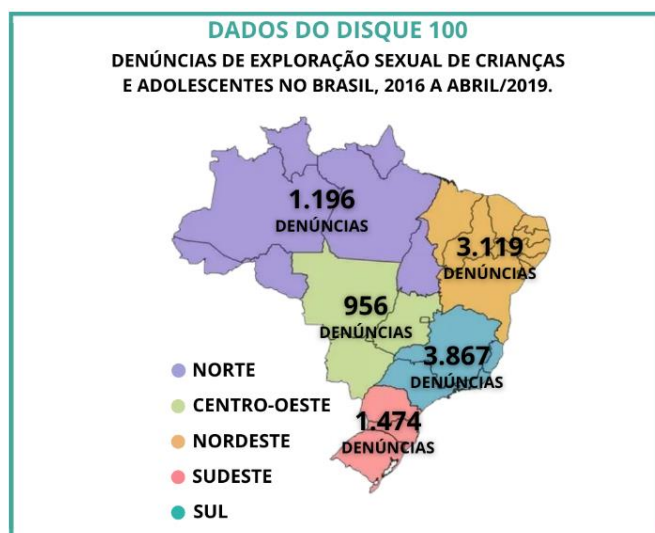 DADOS DO DISQUE 100
DENÚNCIAS DE EXPLORAÇÃO SEXUAL DE CRIANÇAS
E ADOLESCENTES NO BRASIL, 2016 A ABRIL/2019.
1.196
DENÚNCIAS
3.119
DENÚNCIAS
956
DENÚNCIAS
3.867
DENÚNCIAS
1.474
DENÚNCIAS
NORTE
CENTRO-OESTE
NORDESTE
SUDESTE
SUL